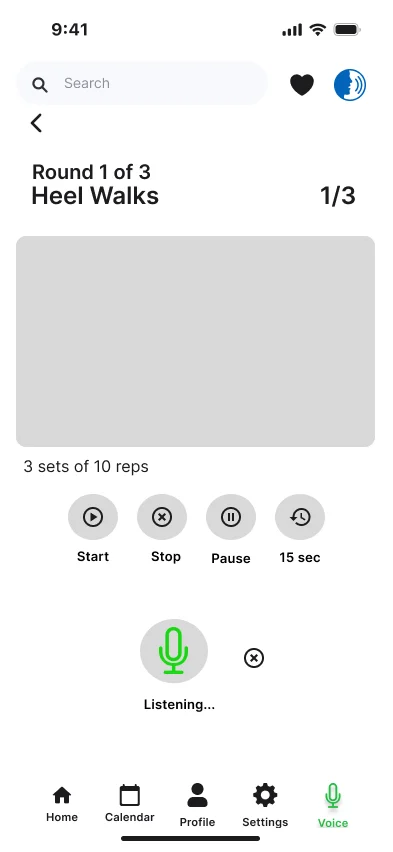 9:41
Search
Round 1 of 3
Heel Walks 1/3
3 sets of 10 reps
Start Stop Pause 15 sec
Listening...
Home Calendar Profile Settings Voice